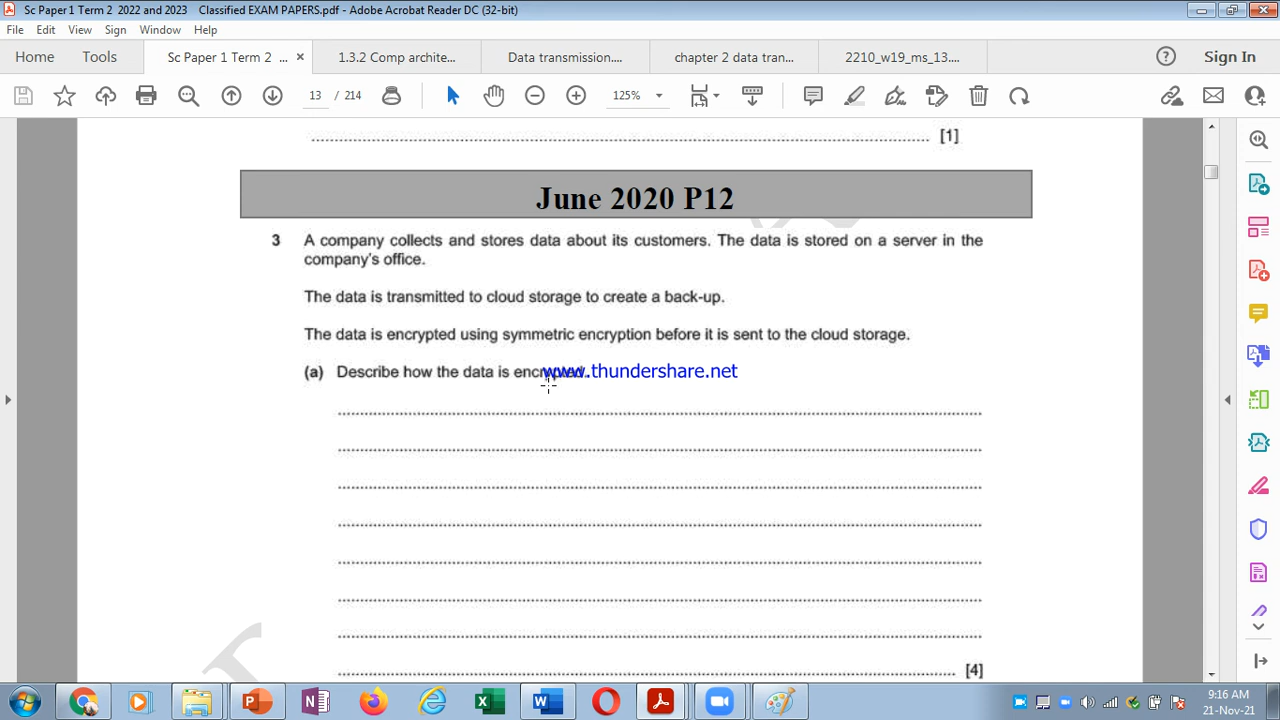 Sc Paper 1 Term 2 2022 and 2023 Classified EXAM PAPERS.pdf - Adobe Acrobat Reader DC (32-bit)
File Edit View Sign Window Help
Home Tools Sc Paper 1 Term 2 ... × 1.3.2 Comp archite... Data transmission.... chapter 2 data tran... 2210_w19_ms_13.... Sign In
13 / 214 125%
[1]
June 2020 P12
3 A company collects and stores data about its customers. The data is stored on a server in the
company's office.
The data is transmitted to cloud storage to create a back-up.
The data is encrypted using symmetric encryption before it is sent to the cloud storage.
(a) Describe how the data is encrypted.
www.thundershare.net
[4]
9:16 AM
21-Nov-21